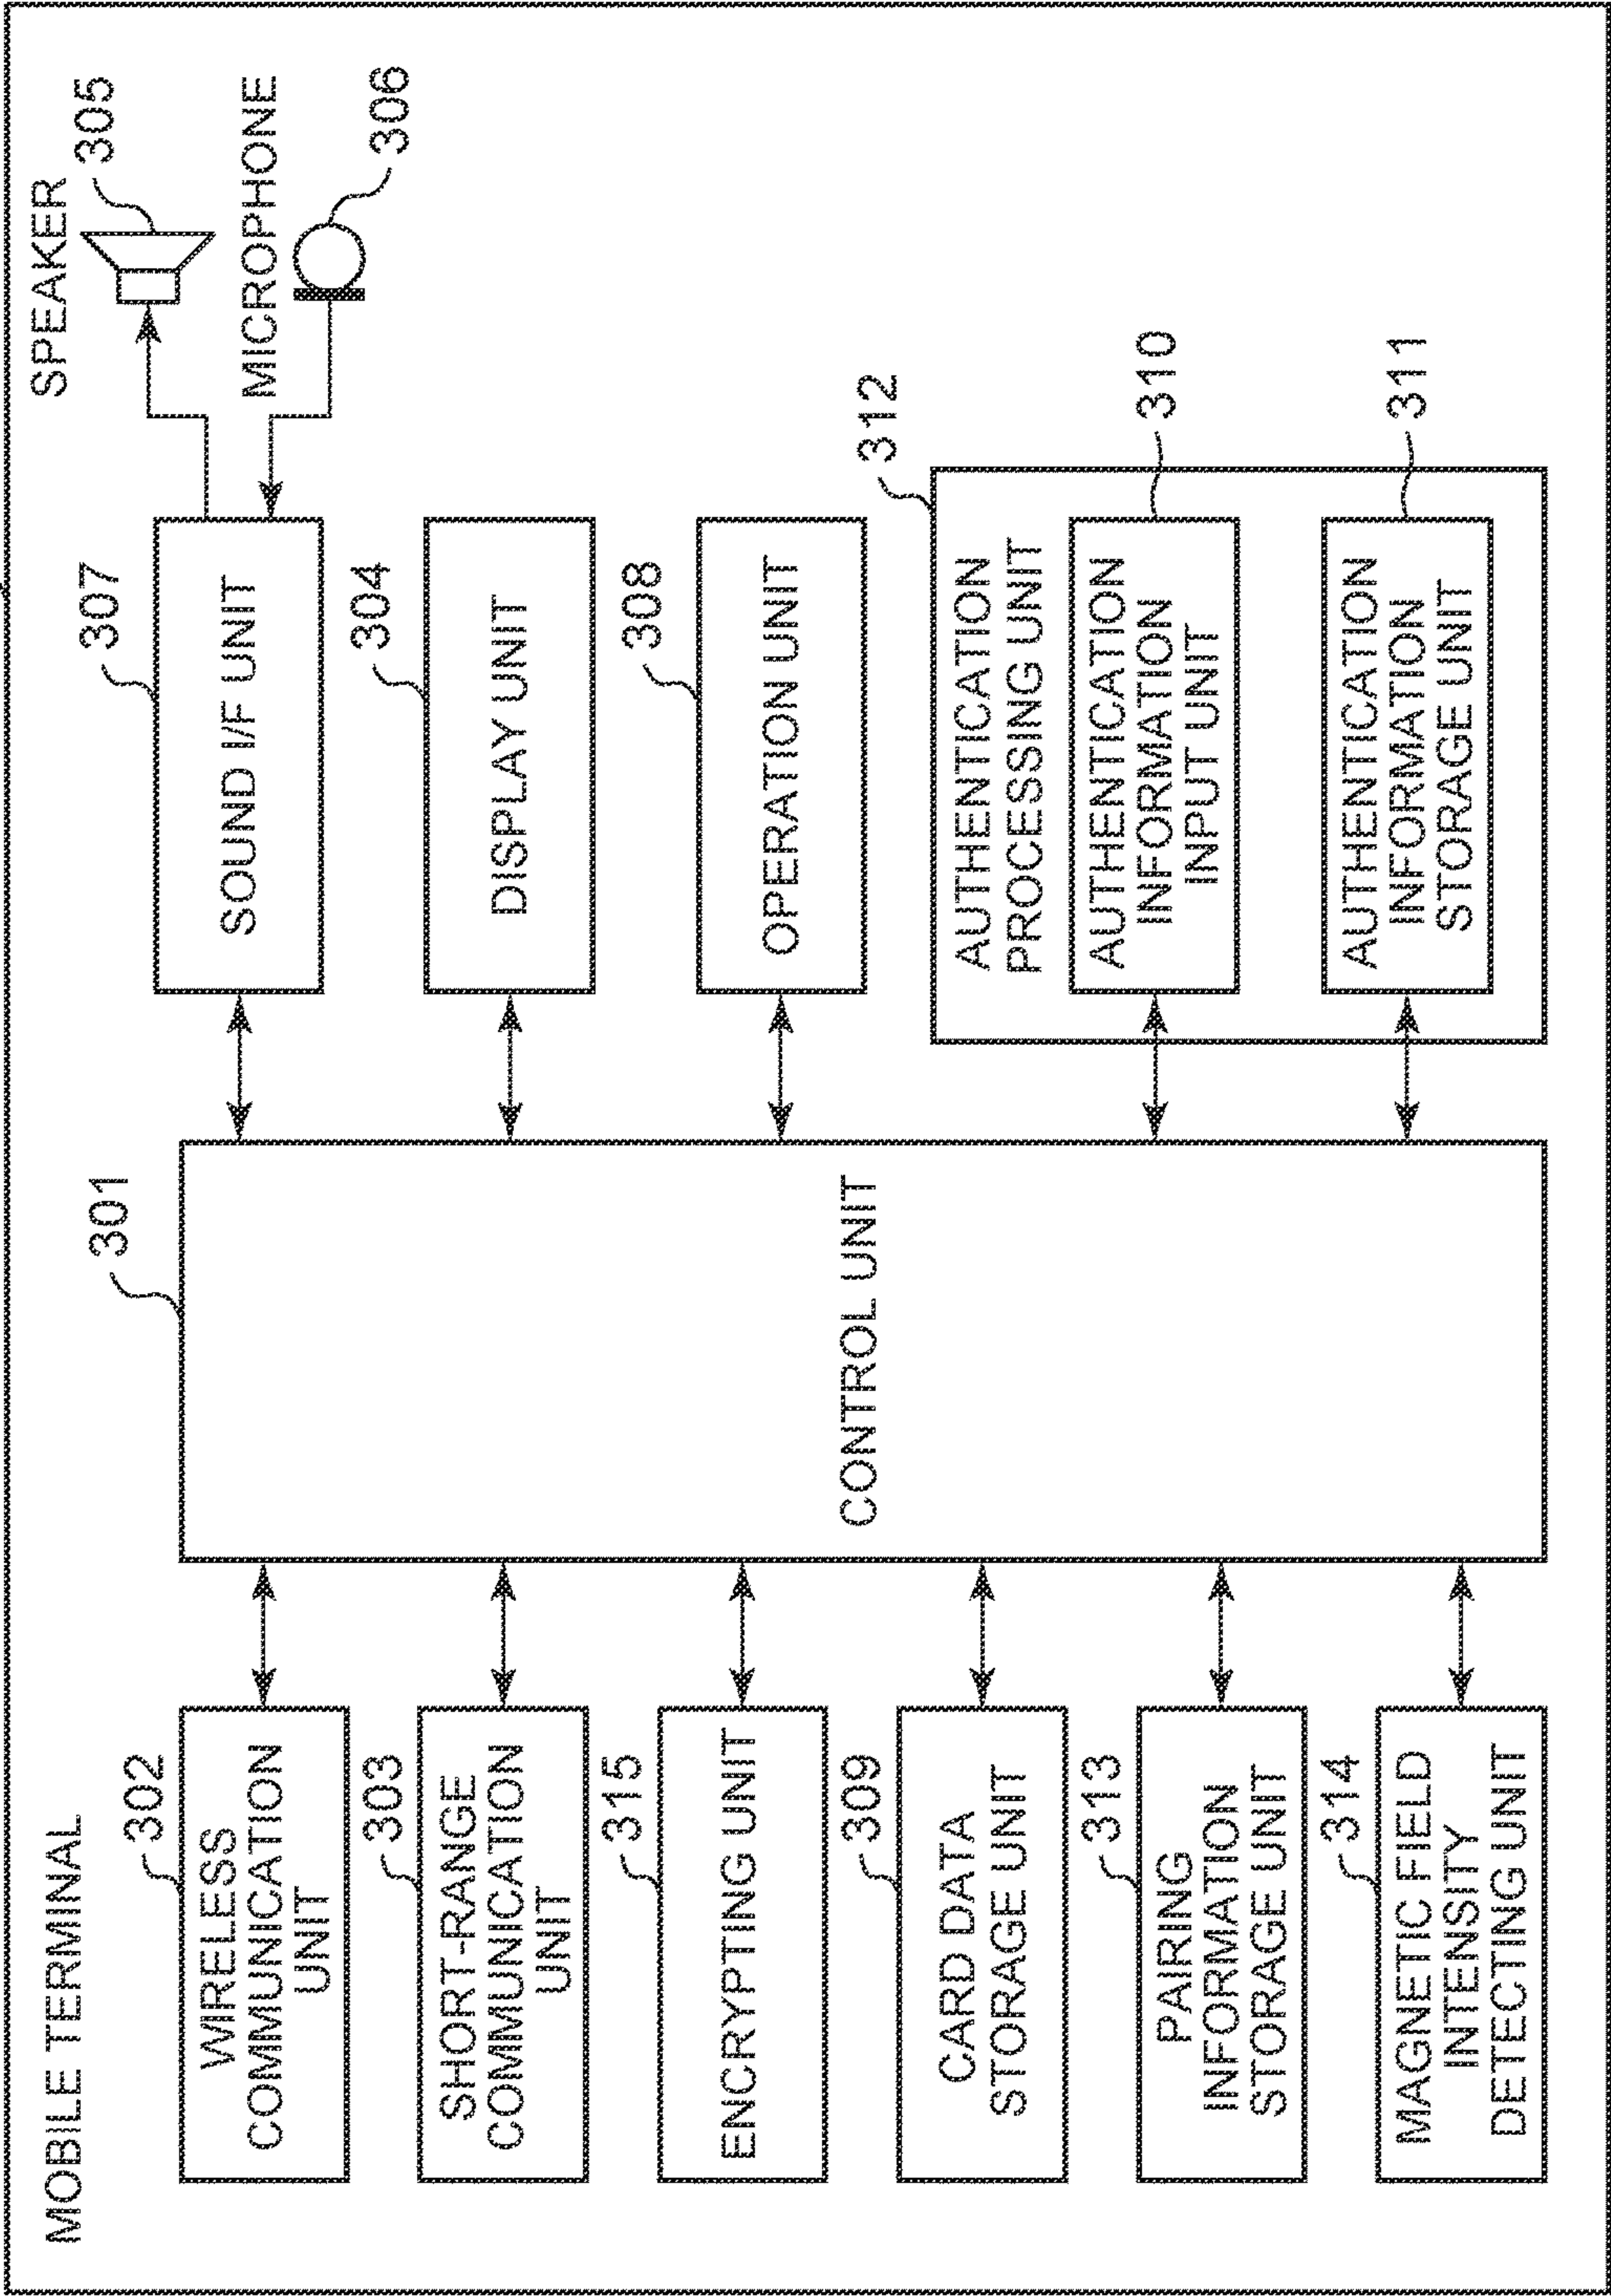 MOBILE TERMINAL
302
WIRELESS
COMMUNICATION
UNIT
303
SHORT-RANGE
COMMUNICATION
UNIT
315
ENCRYPTING UNIT
309
CARD DATA
STORAGE UNIT
313
PAIRING
INFORMATION
STORAGE UNIT
314
MAGNETIC FIELD
INTENSITY
DETECTING UNIT
301
CONTROL UNIT
307
SOUND I/F UNIT
304
DISPLAY UNIT
308
OPERATION UNIT
312
AUTHENTICATION
PROCESSING UNIT
AUTHENTICATION
INFORMATION
INPUT UNIT
310
AUTHENTICATION
INFORMATION
STORAGE UNIT
311
SPEAKER
305
MICROPHONE
306